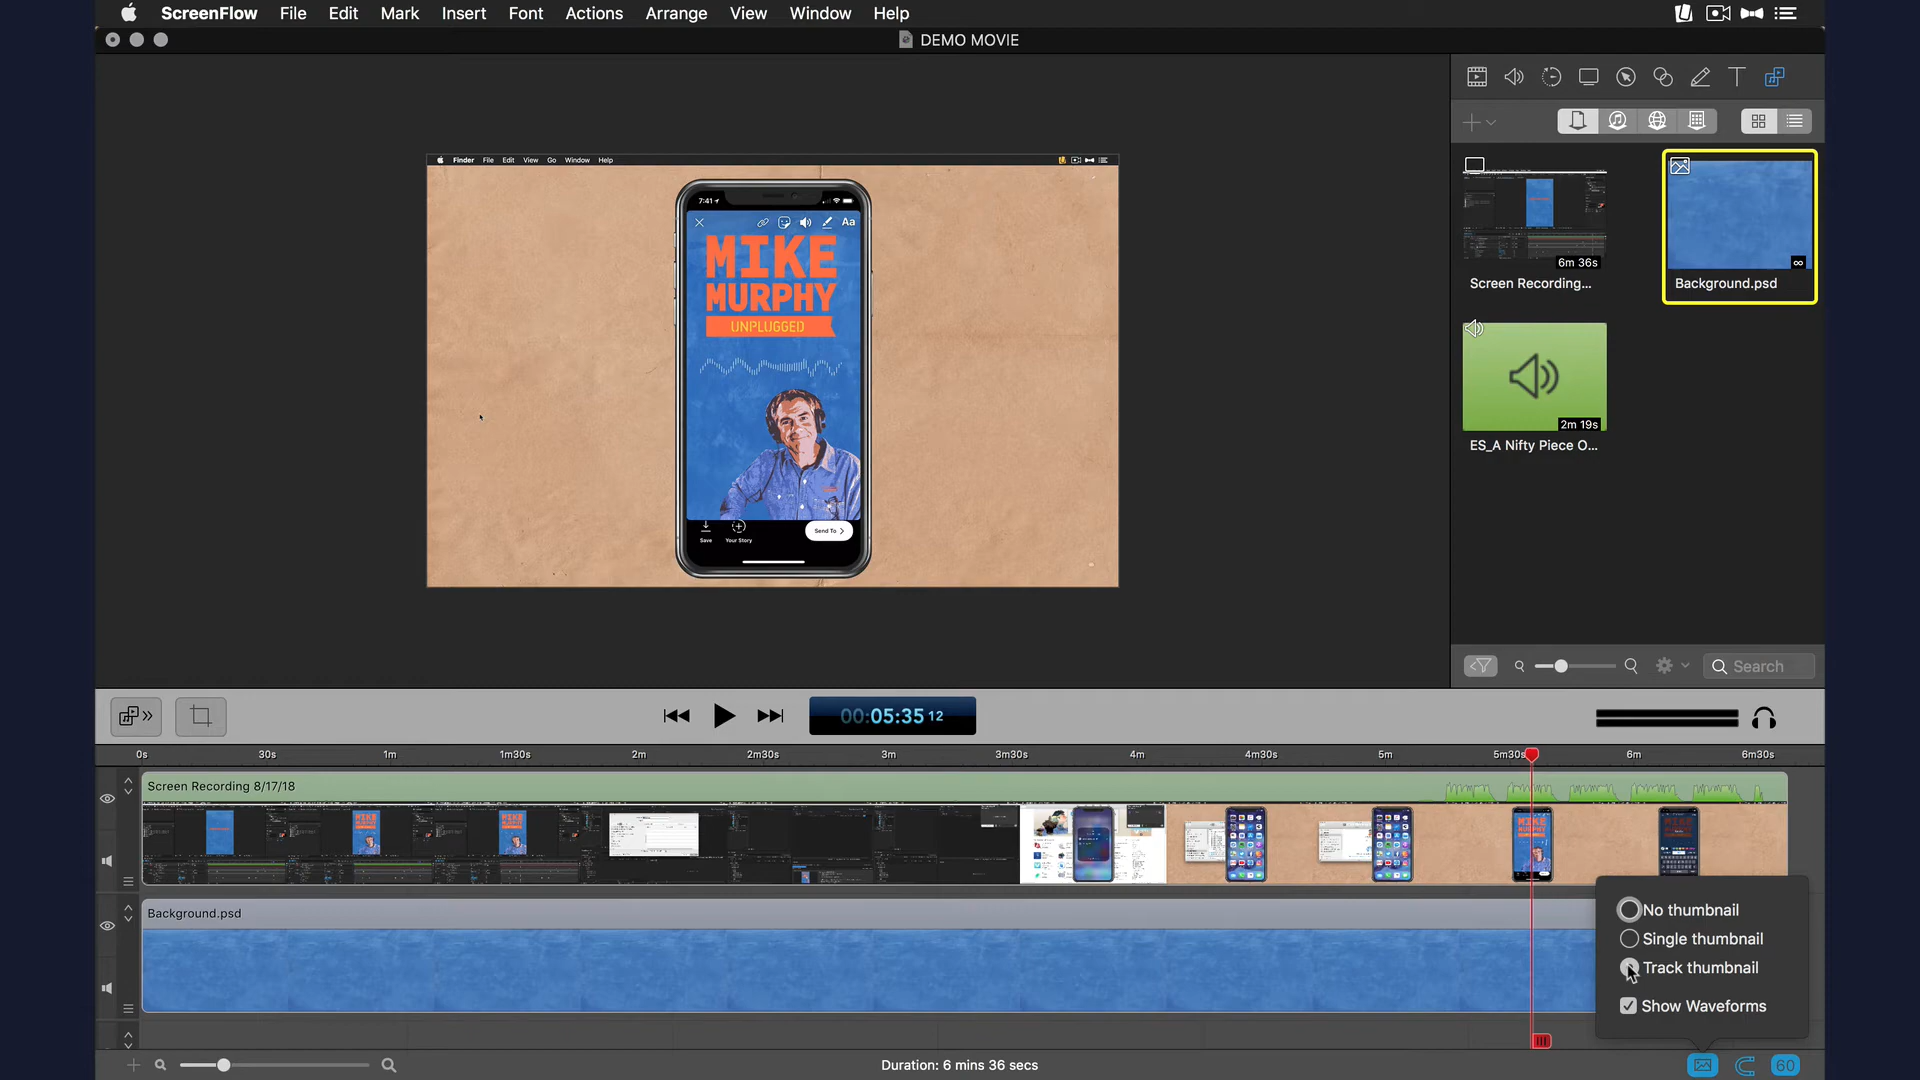 ScreenFlow File Edit Mark Insert Font Actions Arrange View Window Help
DEMO MOVIE
Finder File Edit View Go Window Help
7:41
Aa
MIKE
MURPHY
UNPLUGGED
Save
Your Story
Send To
6m 36s
Screen Recording...
Background.psd
2m 19s
ES_A Nifty Piece O...
Search
00:05:35 12
0s 30s 1m 1m30s 2m 2m30s 3m 3m30s 4m 4m30s 5m 5m30s 6m 6m30s
Screen Recording 8/17/18
Background.psd
No thumbnail
Single thumbnail
Track thumbnail
Show Waveforms
Duration: 6 mins 36 secs
60